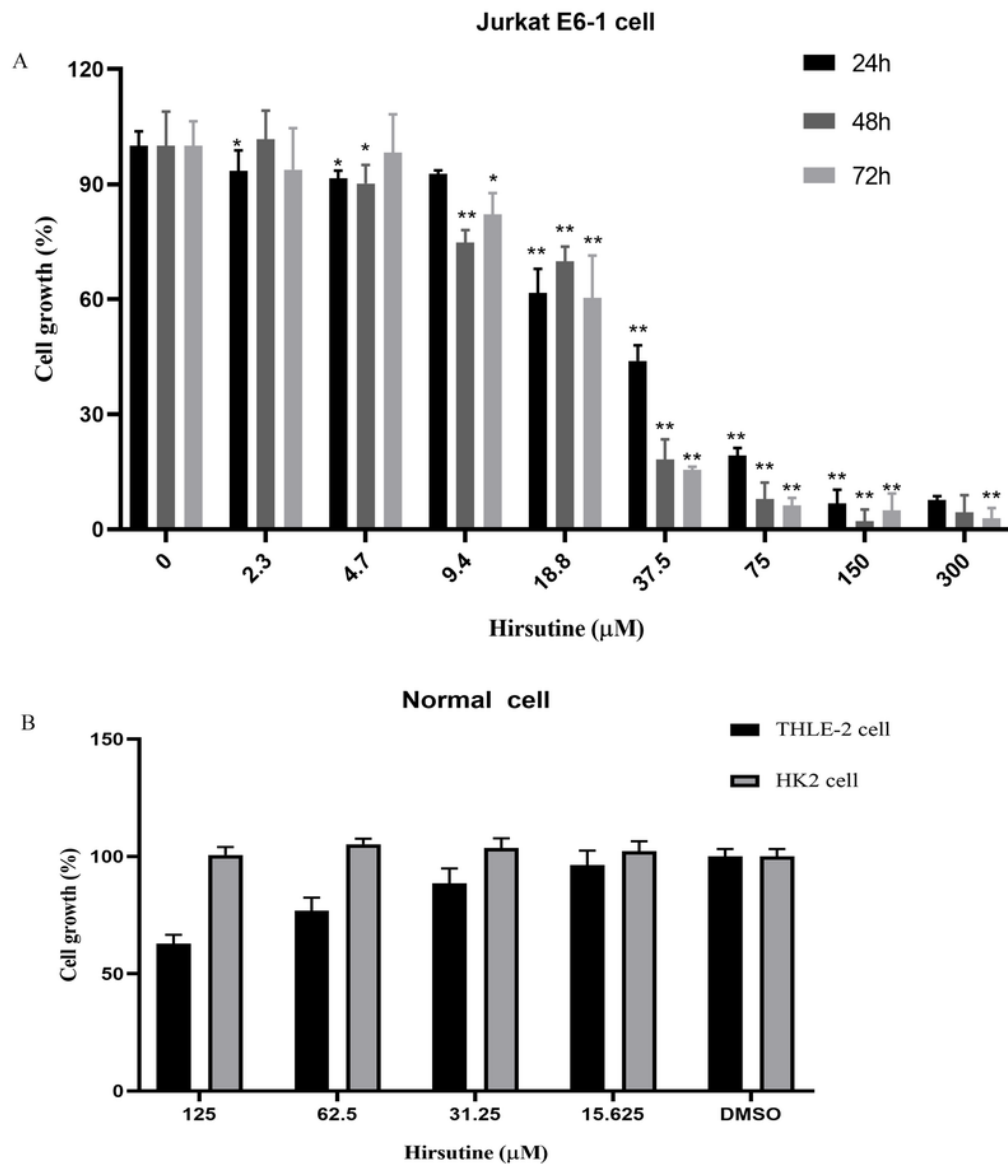 Jurkat E6-1 cell
A
24h
48h
72h
120
90
60
30
0
Cell growth (%)
* * * * ** ** ** ** ** ** ** ** ** ** ** ** ** **
0 2.3 4.7 9.4 18.8 37.5 75 150 300
Hirsutine (μM)
Normal cell
B
THLE-2 cell
HK2 cell
150
100
50
0
Cell growth (%)
125 62.5 31.25 15.625 DMSO
Hirsutine (μM)